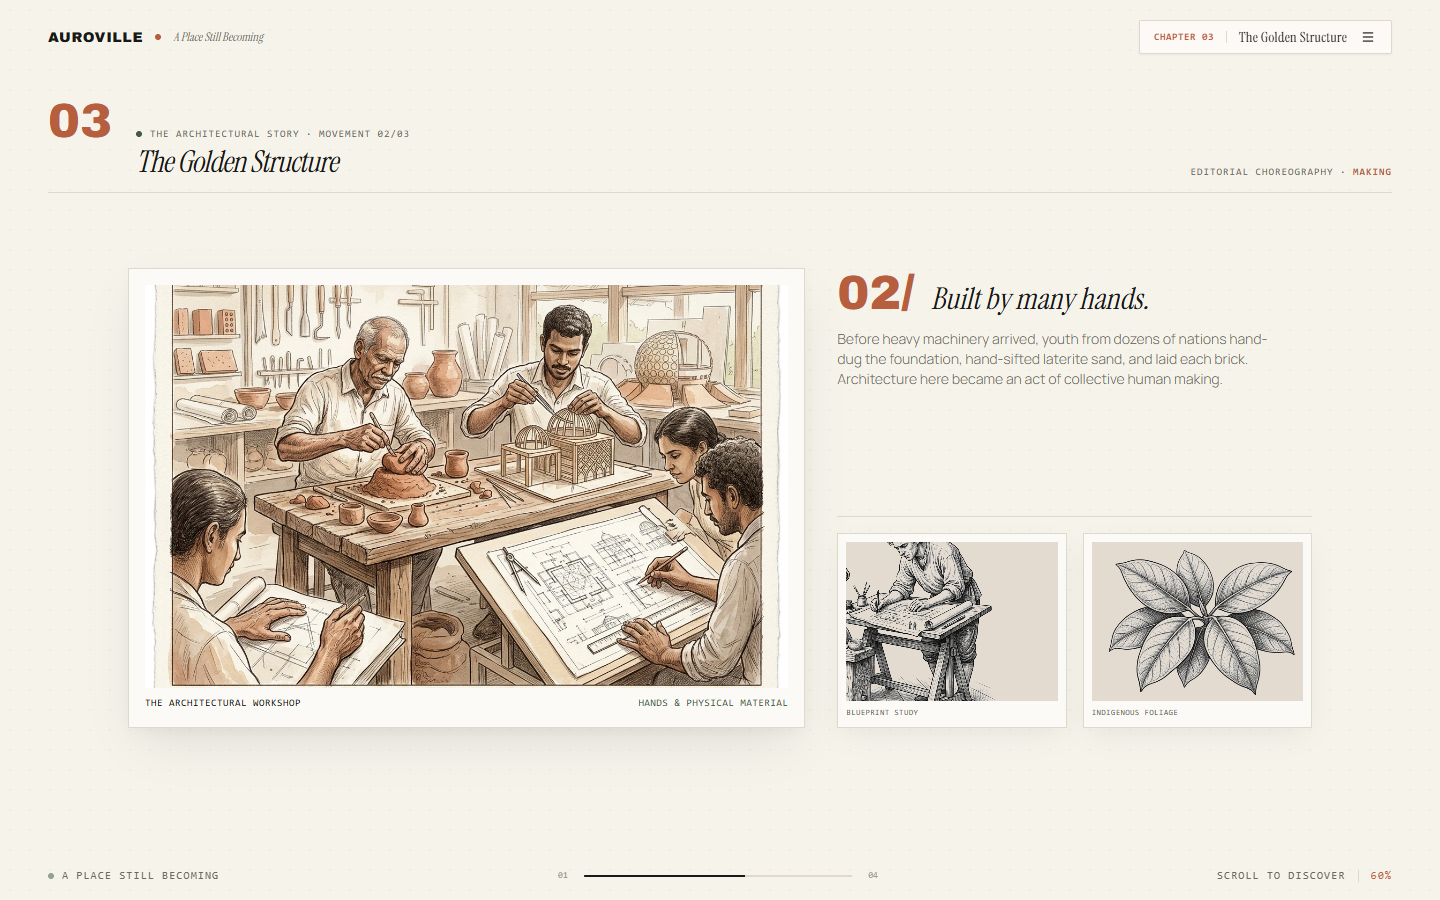 AUROVILLE
A Place Still Becoming
CHAPTER 03
The Golden Structure
03
THE ARCHITECTURAL STORY · MOVEMENT 02/03
The Golden Structure
EDITORIAL CHOREOGRAPHY · MAKING
02/
Built by many hands.
Before heavy machinery arrived, youth from dozens of nations hand-
dug the foundation, hand-sifted laterite sand, and laid each brick.
Architecture here became an act of collective human making.
THE ARCHITECTURAL WORKSHOP
HANDS & PHYSICAL MATERIAL
BLUEPRINT STUDY
INDIGENOUS FOLIAGE
A PLACE STILL BECOMING
01
04
SCROLL TO DISCOVER
60%